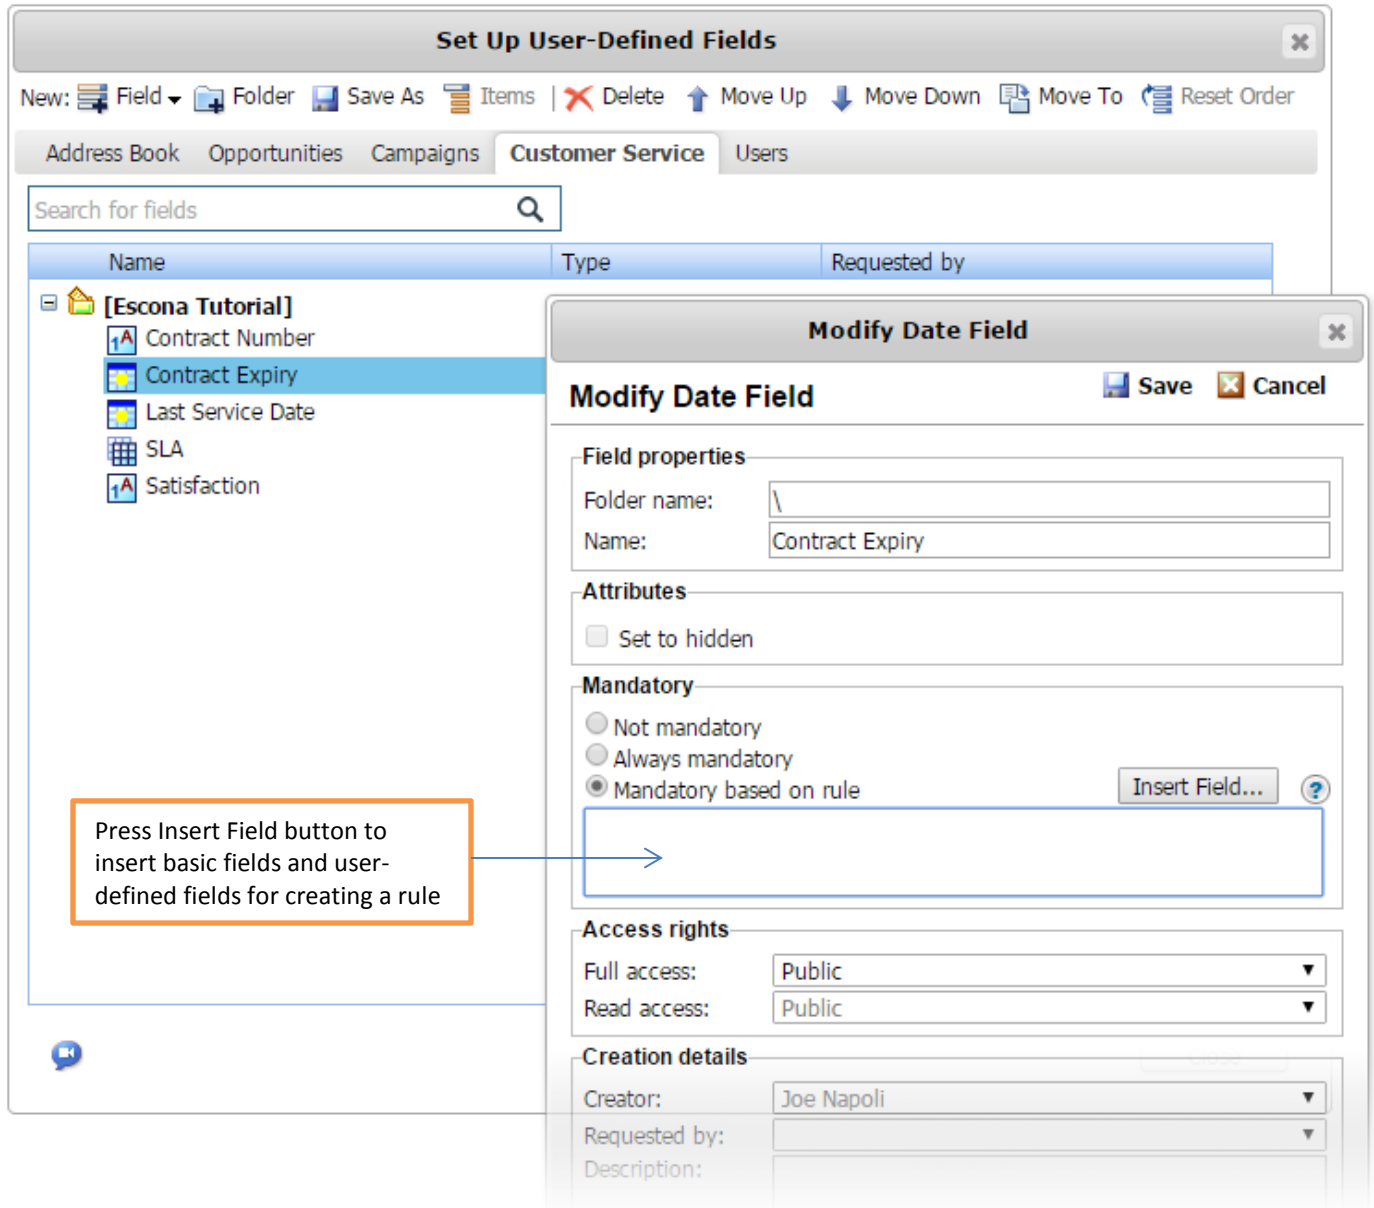 Set Up User-Defined Fields
New: Field Folder Save As Items | Delete Move Up Move Down Move To Reset Order
Address Book Opportunities Campaigns Customer Service Users
Search for fields
Name Type Requested by
[Escona Tutorial]
Contract Number
Contract Expiry
Last Service Date
SLA
Satisfaction
Modify Date Field
Modify Date Field Save Cancel
Field properties
Folder name: \
Name: Contract Expiry
Attributes
Set to hidden
Mandatory
Not mandatory
Always mandatory
Mandatory based on rule Insert Field... ?
Press Insert Field button to
insert basic fields and user-
defined fields for creating a rule
Access rights
Full access: Public
Read access: Public
Creation details
Close
Creator: Joe Napoli
Requested by:
Description: